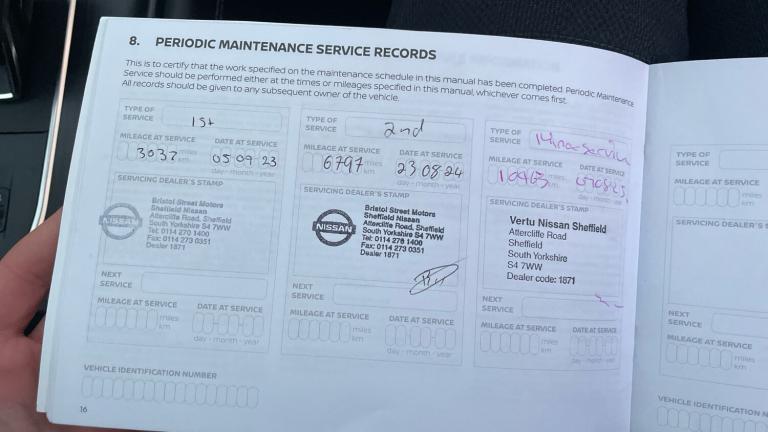 8. PERIODIC MAINTENANCE SERVICE RECORDS
This is to certify that the work specified on the maintenance schedule in this manual has been completed. Periodic Maintenance
Service should be performed either at the times or mileages specified in this manual, whichever comes first.
All records should be given to any subsequent owner of the vehicle.
TYPE OF
SERVICE 1st
MILEAGE AT SERVICE DATE AT SERVICE
3032 miles km 05 09 23
day - month - year
SERVICING DEALER'S STAMP
NISSAN
Bristol Street Motors
Sheffield Nissan
Attercliffe Road, Sheffield
South Yorkshire S4 7WW
Tel: 0114 270 1400
Fax: 0114 273 0351
Dealer 1871
NEXT
SERVICE
MILEAGE AT SERVICE DATE AT SERVICE
miles
km
day - month - year
TYPE OF
SERVICE 2nd
MILEAGE AT SERVICE DATE AT SERVICE
6797 miles km 23.08.24
day - month - year
SERVICING DEALER'S STAMP
NISSAN
Bristol Street Motors
Sheffield Nissan
Attercliffe Road, Sheffield
South Yorkshire S4 7WW
Tel: 0114 270 1400
Fax: 0114 273 0351
Dealer 1871
NEXT
SERVICE
MILEAGE AT SERVICE DATE AT SERVICE
miles
km
day - month - year
TYPE OF
SERVICE Minor Service
MILEAGE AT SERVICE DATE AT SERVICE
miles
km
day - month - year
SERVICING DEALER'S STAMP
Vertu Nissan Sheffield
Attercliffe Road
Sheffield
South Yorkshire
S4 7WW
Dealer code: 1871
NEXT
SERVICE
MILEAGE AT SERVICE DATE AT SERVICE
miles
km
day - month - year
VEHICLE IDENTIFICATION NUMBER
16
TYPE OF
SERVICE
MILEAGE AT SERVICE
miles
km
SERVICING DEALER'S
NEXT
SERVICE
MILEAGE AT SERVICE
miles
km
VEHICLE IDENTIFICATION